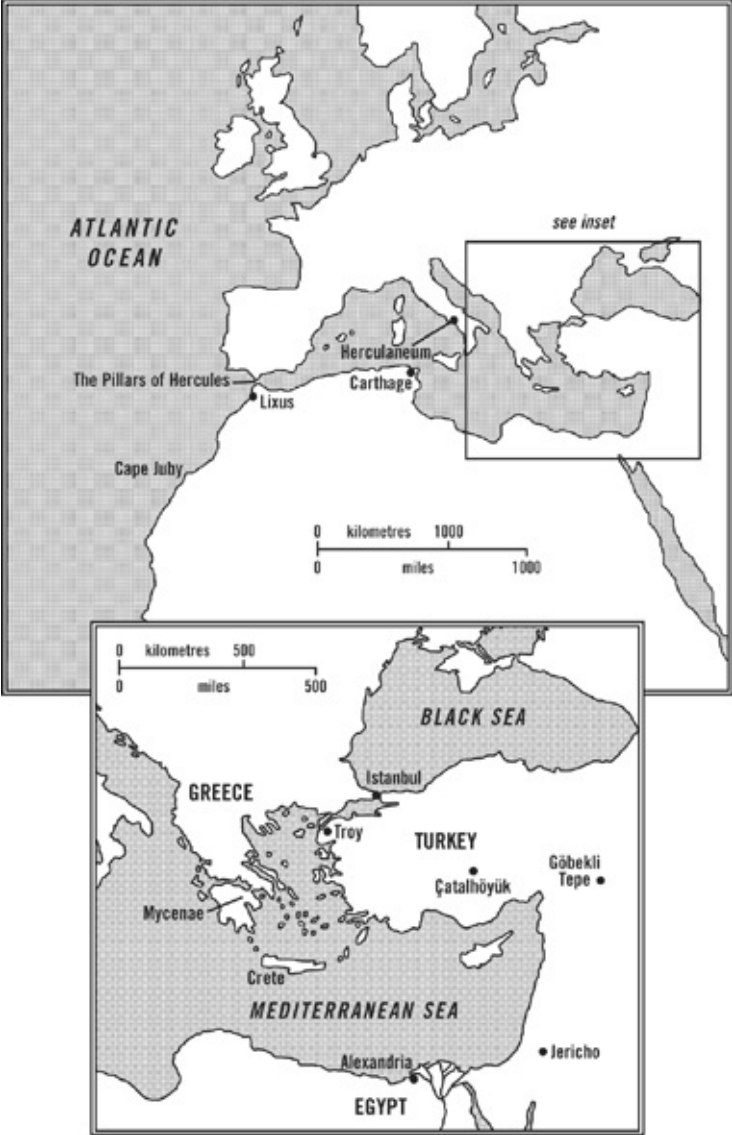 ATLANTIC
OCEAN
see inset
Herculaneum
The Pillars of Hercules
Carthage
Lixus
Cape Juby
0 kilometres 1000
0 miles 1000
0 kilometres 500
0 miles 500
BLACK SEA
Istanbul
GREECE
Troy
TURKEY
Göbekli
Tepe
Çatalhöyük
Mycenae
Crete
MEDITERRANEAN SEA
Jericho
Alexandria
EGYPT